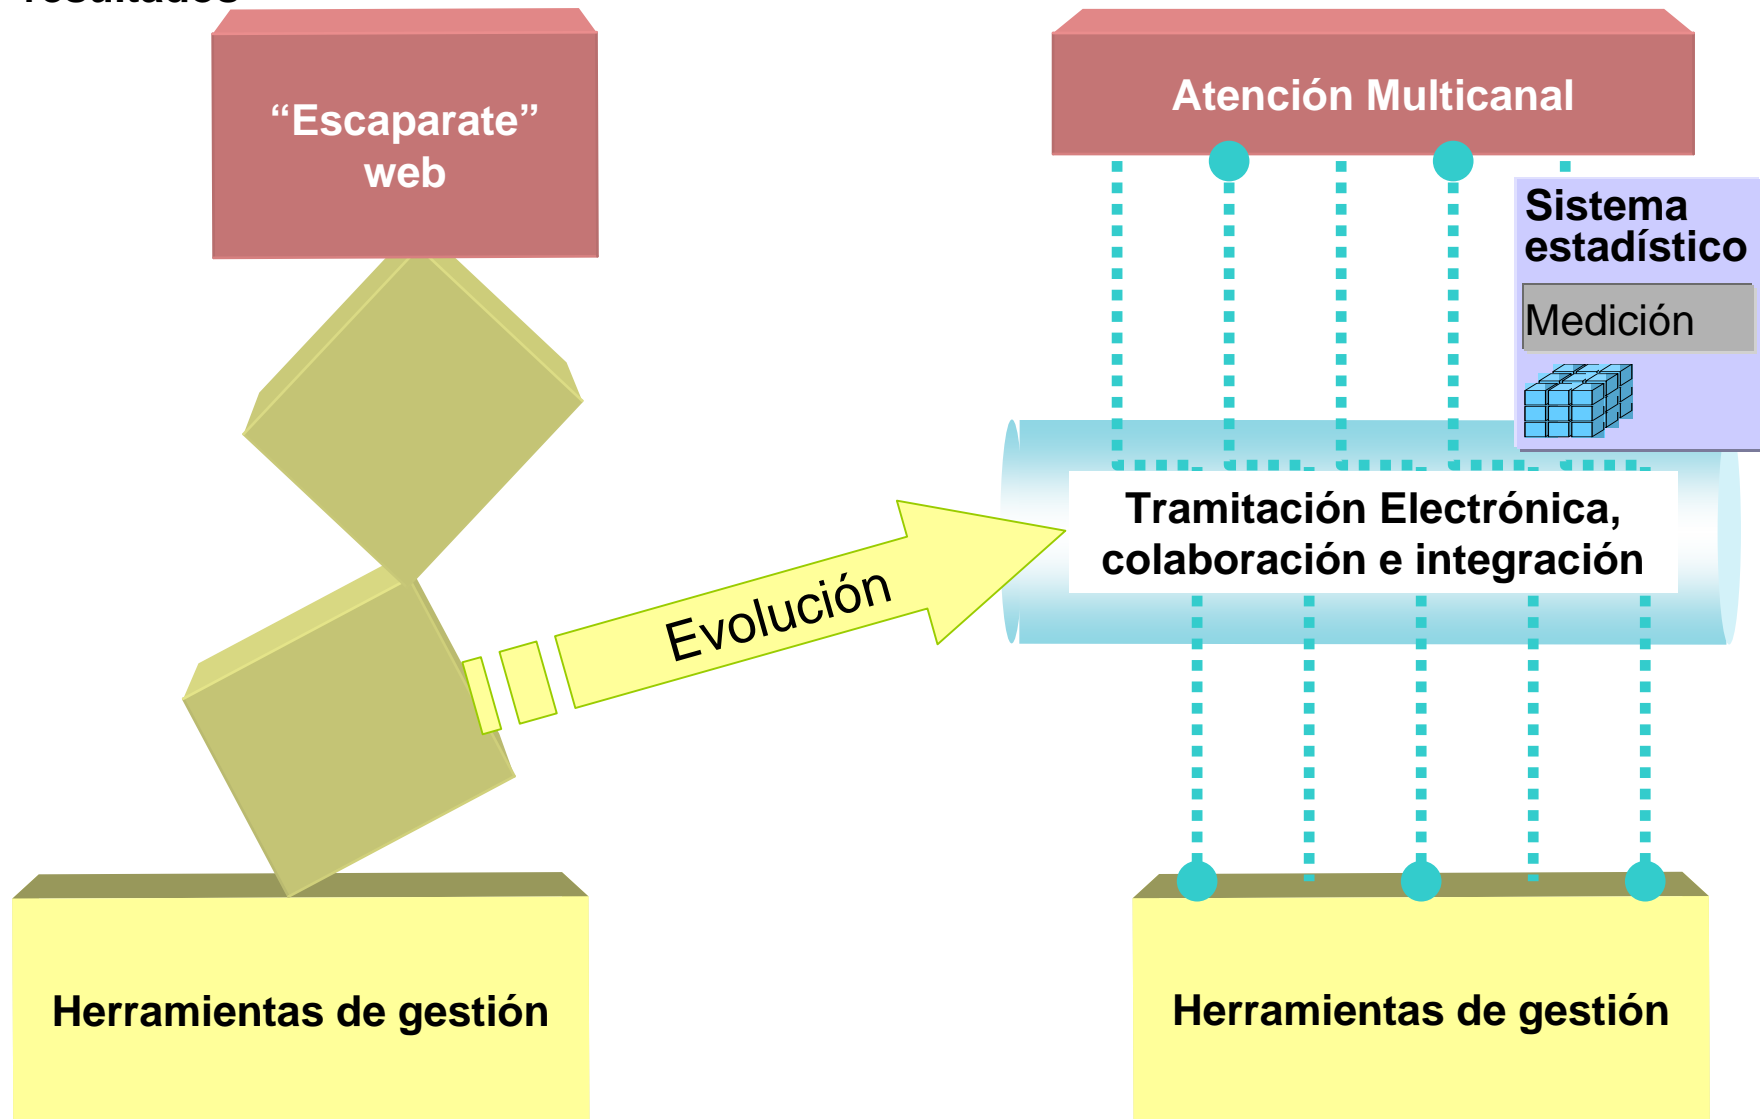 “Escaparate”
web
Atención Multicanal
Sistema
estadístico
Medición
Tramitación Electrónica,
colaboración e integración
Evolución
Herramientas de gestión
Herramientas de gestión